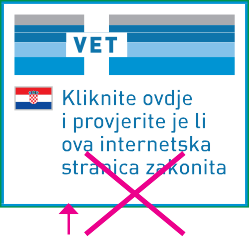 VET
Kliknite ovdje
i provjerite je li
ova internetska
stranica zakonita